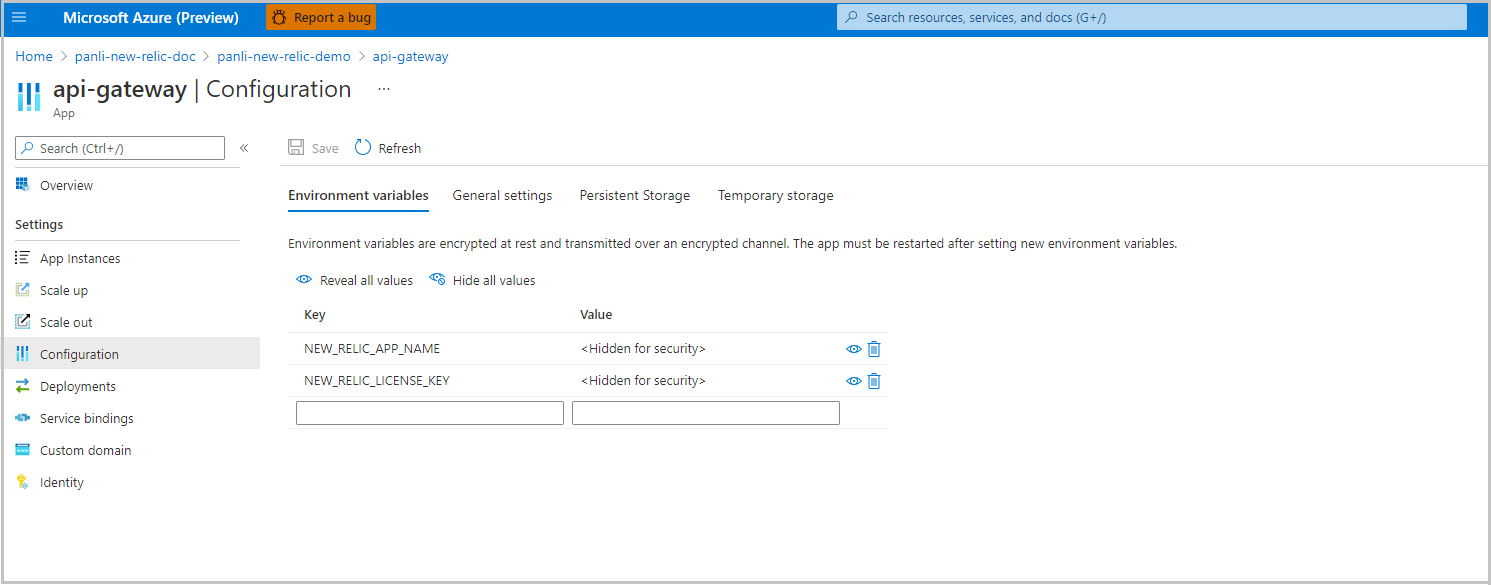 Microsoft Azure (Preview) Report a bug Search resources, services, and docs (G+/)
Home > panli-new-relic-doc > panli-new-relic-demo > api-gateway
api-gateway | Configuration ...
App
Search (Ctrl+/) «
Save Refresh
Overview
Settings
App Instances
Scale up
Scale out
Configuration
Deployments
Service bindings
Custom domain
Identity
Environment variables General settings Persistent Storage Temporary storage
Environment variables are encrypted at rest and transmitted over an encrypted channel. The app must be restarted after setting new environment variables.
Reveal all values Hide all values
Key Value
NEW_RELIC_APP_NAME <Hidden for security>
NEW_RELIC_LICENSE_KEY <Hidden for security>